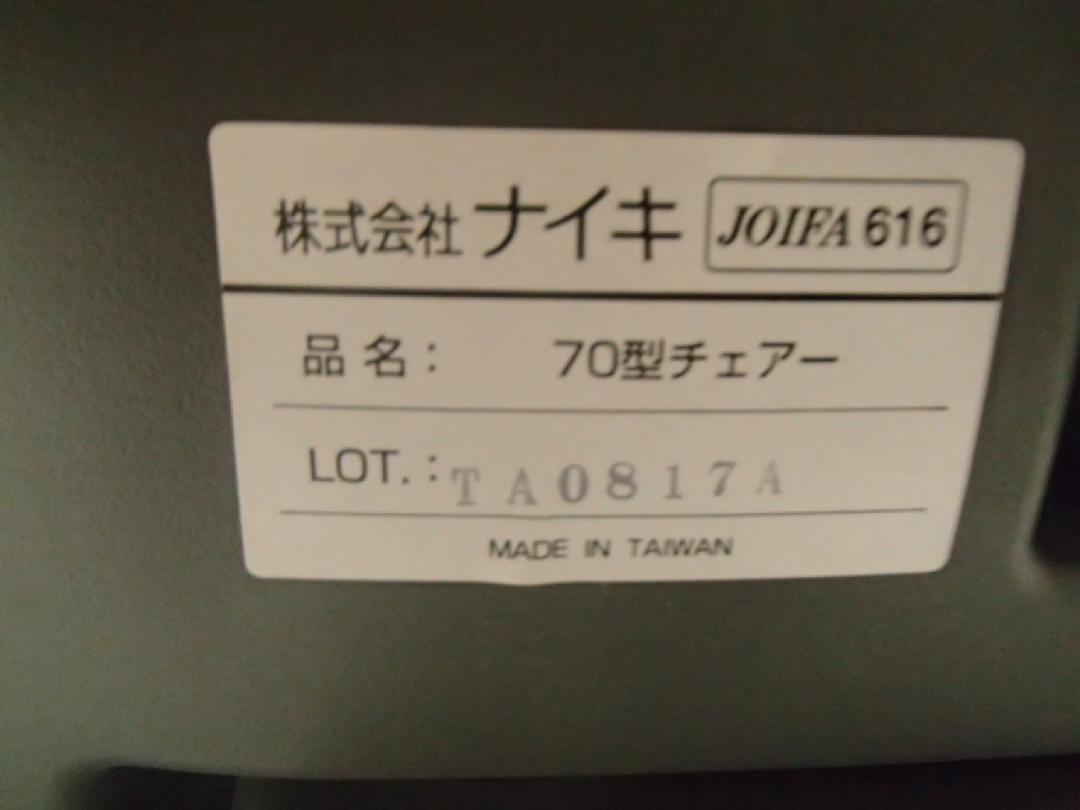 株式会社 ナイキ JOIFA 616
品名: 70型チェアー
LOT.: TA0817A
MADE IN TAIWAN